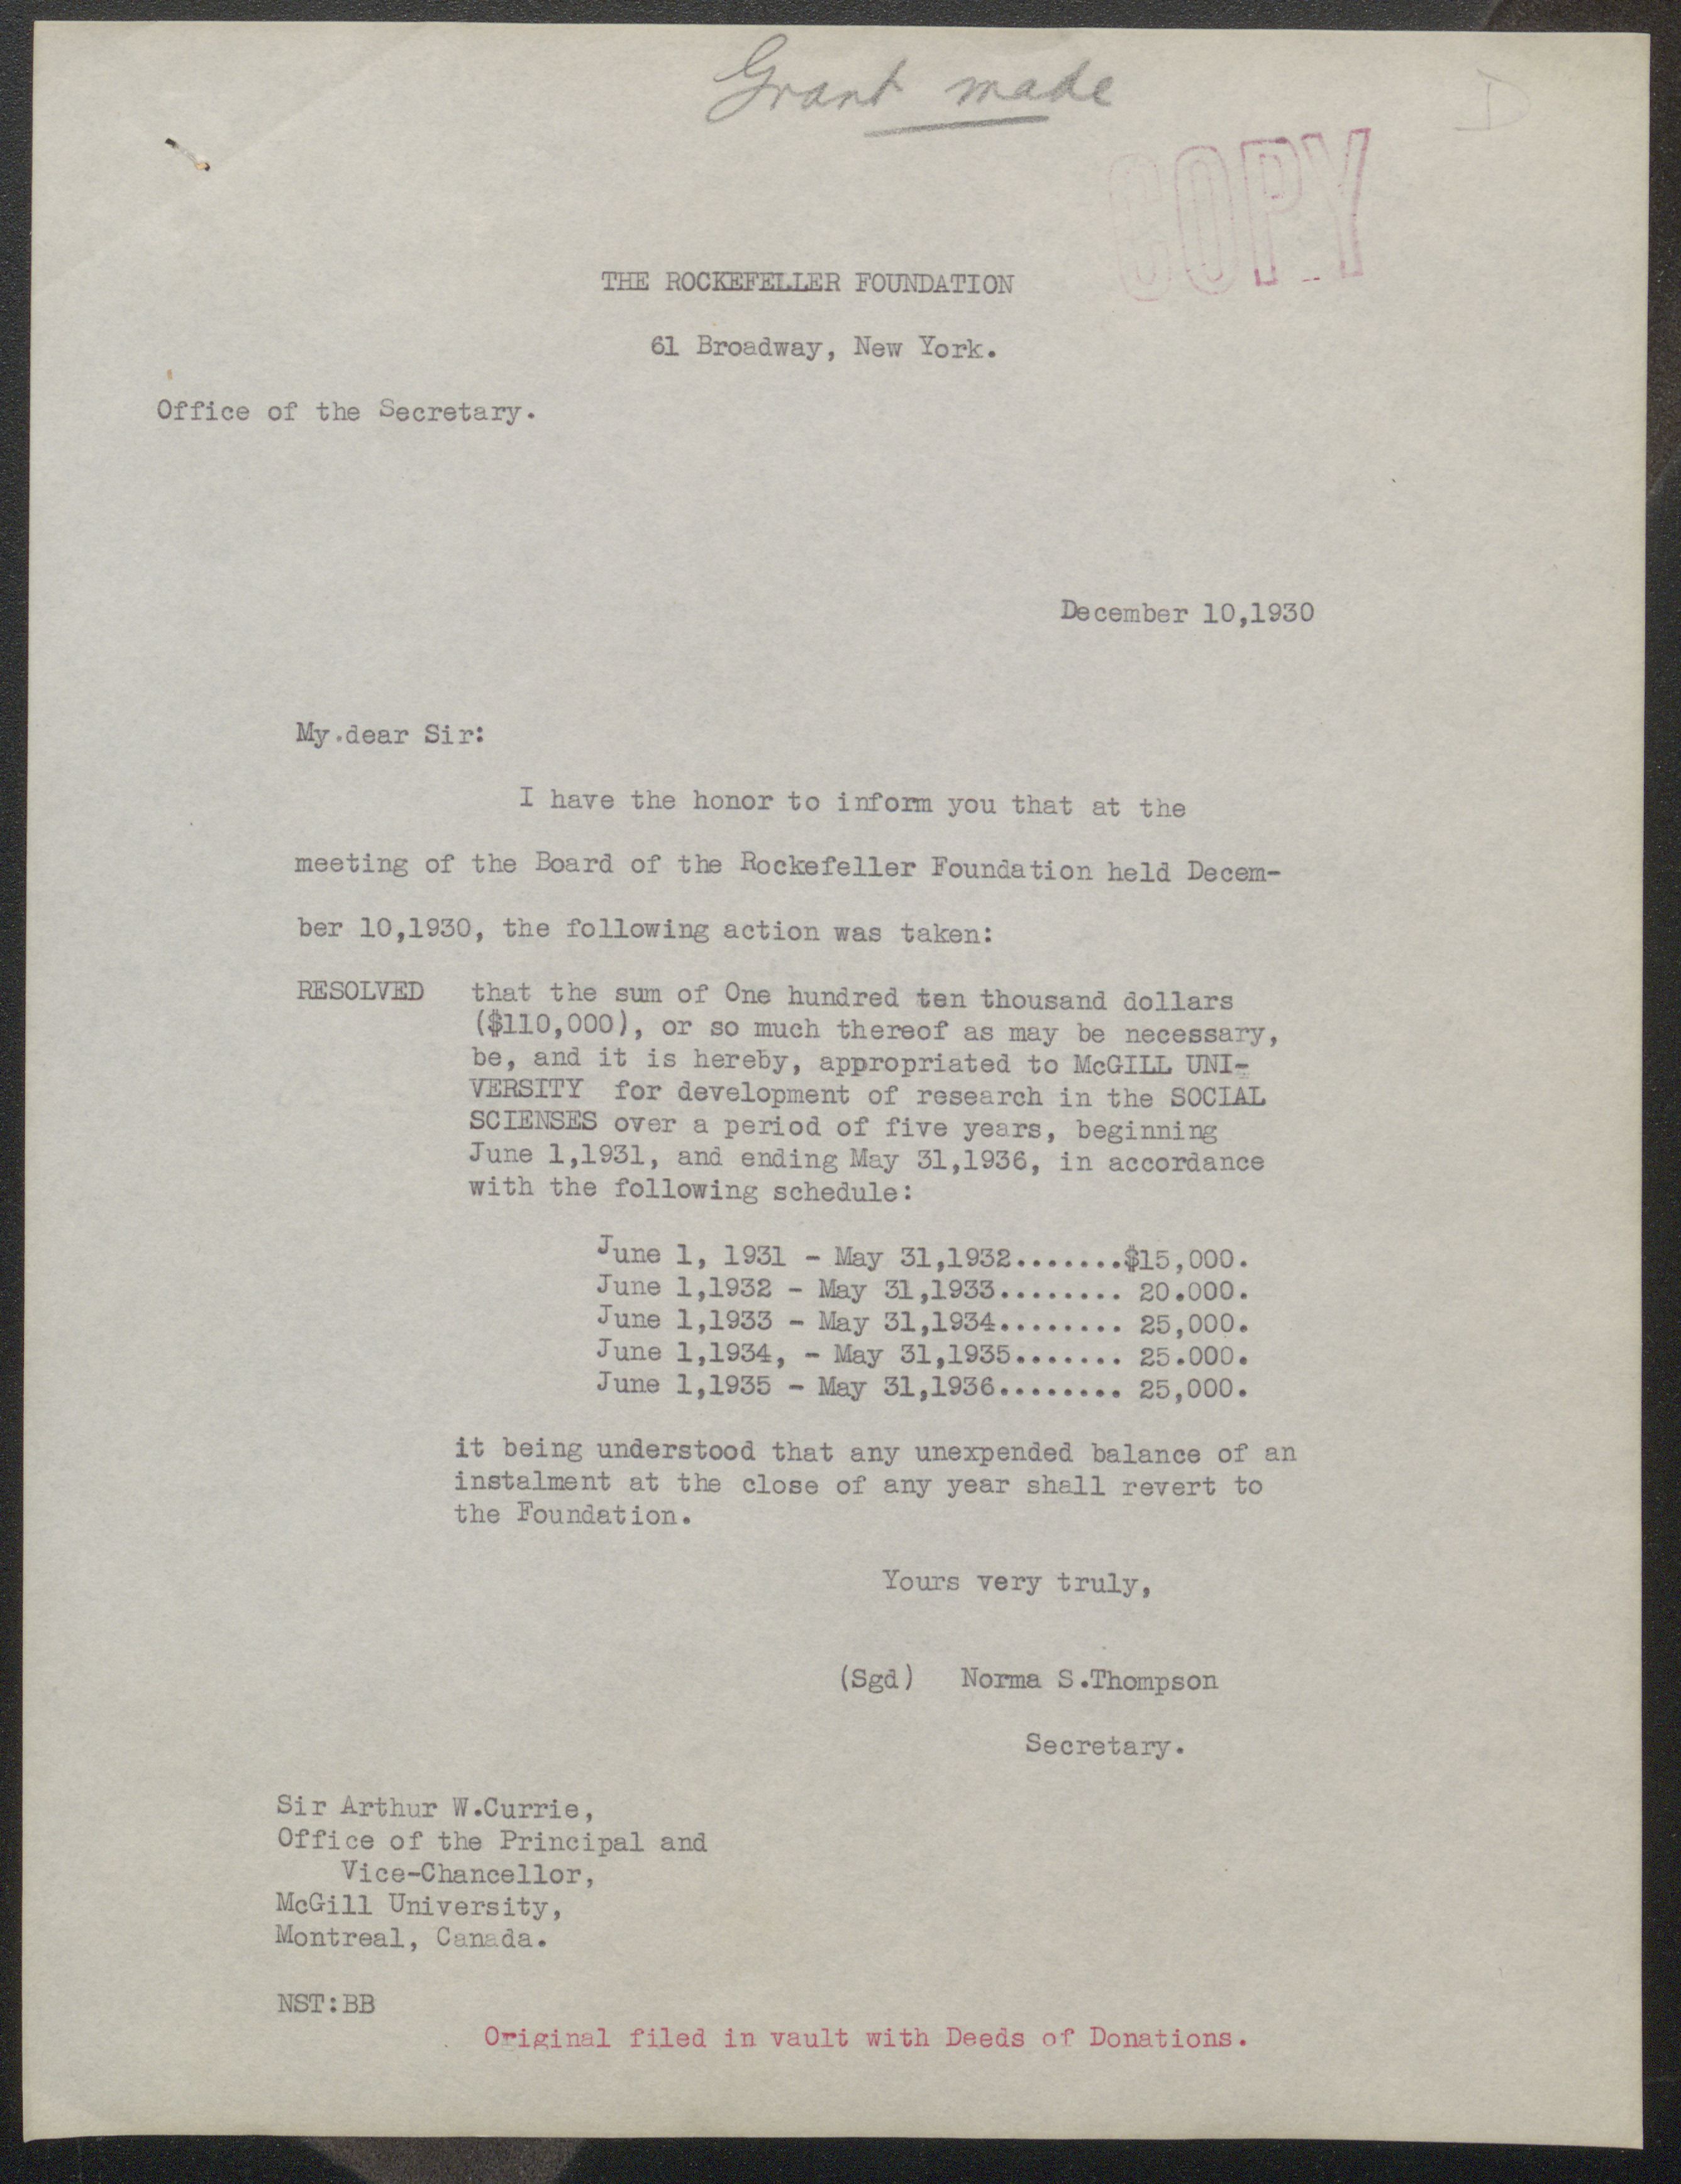 Grant made
I
COPY
THE ROCKEFELLER FOUNDATION
61 Broadway, New York.
Office of the Secretary.
December 10,1930
My.dear Sir:
I have the honor to inform you that at the
meeting of the Board of the Rockefeller Foundation held Decem-
ber 10,1930, the following action was taken:
RESOLVED that the sum of One hundred ten thousand dollars
($110,000), or so much thereof as may be necessary,
be, and it is hereby, appropriated to McGILL UNI-
VERSITY for development of research in the SOCIAL
SCIENSES over a period of five years, beginning
June 1,1931, and ending May 31,1936, in accordance
with the following schedule:
June 1, 1931 - May 31,1932.......$15,000.
June 1,1932 - May 31,1933........ 20.000.
June 1,1933 - May 31,1934........ 25,000.
June 1,1934, - May 31,1935....... 25.000.
June 1,1935 - May 31,1936........ 25,000.
it being understood that any unexpended balance of an
instalment at the close of any year shall revert to
the Foundation.
Yours very truly,
(Sgd) Norma S.Thompson
Secretary.
Sir Arthur W.Currie,
Office of the Principal and
Vice-Chancellor,
McGill University,
Montreal, Canada.
NST:BB
Original filed in vault with Deeds of Donations.